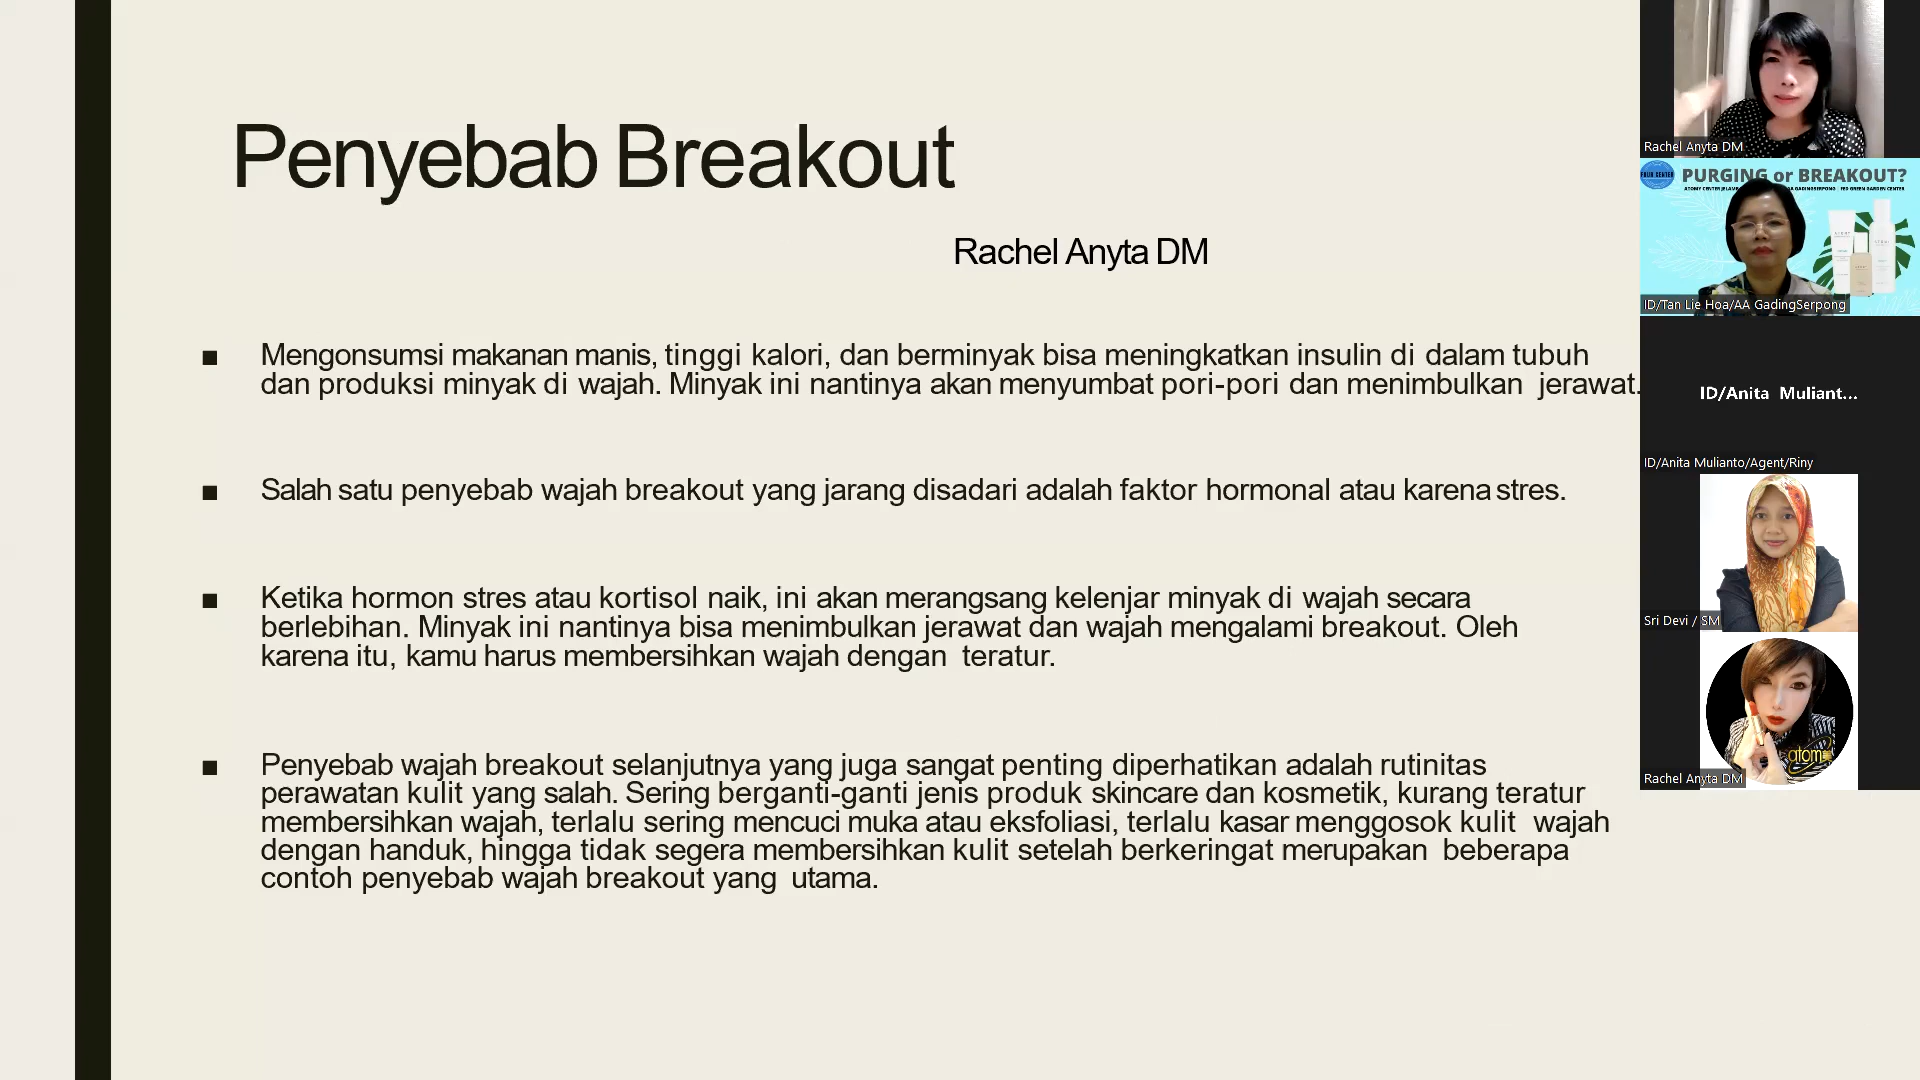 Penyebab Breakout
Rachel Anyta DM
■ Mengonsumsi makanan manis, tinggi kalori, dan berminyak bisa meningkatkan insulin di dalam tubuh
dan produksi minyak di wajah. Minyak ini nantinya akan menyumbat pori-pori dan menimbulkan jerawat.
■ Salah satu penyebab wajah breakout yang jarang disadari adalah faktor hormonal atau karena stres.
■ Ketika hormon stres atau kortisol naik, ini akan merangsang kelenjar minyak di wajah secara
berlebihan. Minyak ini nantinya bisa menimbulkan jerawat dan wajah mengalami breakout. Oleh
karena itu, kamu harus membersihkan wajah dengan teratur.
■ Penyebab wajah breakout selanjutnya yang juga sangat penting diperhatikan adalah rutinitas
perawatan kulit yang salah. Sering berganti-ganti jenis produk skincare dan kosmetik, kurang teratur
membersihkan wajah, terlalu sering mencuci muka atau eksfoliasi, terlalu kasar menggosok kulit wajah
dengan handuk, hingga tidak segera membersihkan kulit setelah berkeringat merupakan beberapa
contoh penyebab wajah breakout yang utama.
Rachel Anyta DM
PURGING or BREAKOUT?
ATOMY CENTER JELAM
AA GADINGSERPONG
FED GREEN GARDEN CENTER
ID/Tan Lie Hoa/AA GadingSerpong
ID/Anita Muliant...
ID/Anita Mulianto/Agent/Riny
Sri Devi / SM
atom
Rachel Anyta DM